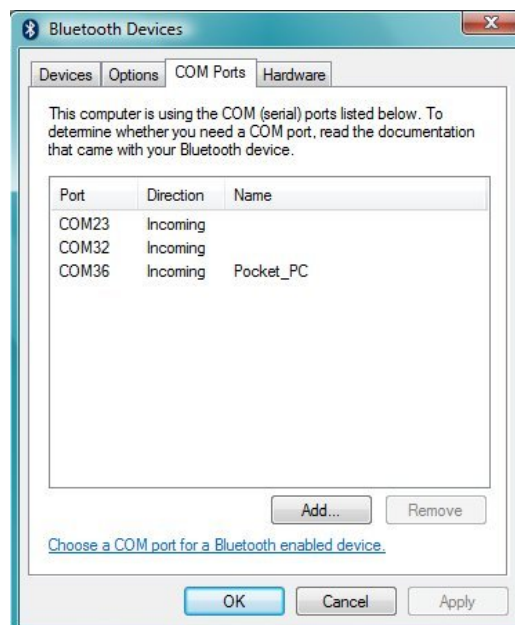 Bluetooth Devices
Devices Options COM Ports Hardware
This computer is using the COM (serial) ports listed below. To
determine whether you need a COM port, read the documentation
that came with your Bluetooth device.
Port Direction Name
COM23 Incoming
COM32 Incoming
COM36 Incoming Pocket_PC
Add... Remove
Choose a COM port for a Bluetooth enabled device.
OK Cancel Apply